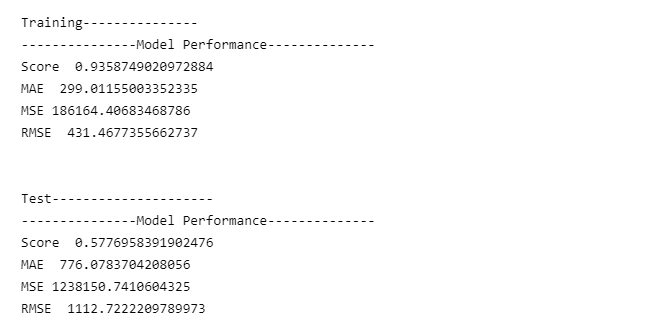 Training---------------
---------------Model Performance--------------
Score  0.9358749020972884
MAE  299.01155003352335
MSE 186164.40683468786
RMSE  431.4677355662737
Test---------------------
---------------Model Performance--------------
Score  0.5776958391902476
MAE  776.0783704208056
MSE 1238150.7410604325
RMSE  1112.7222209789973